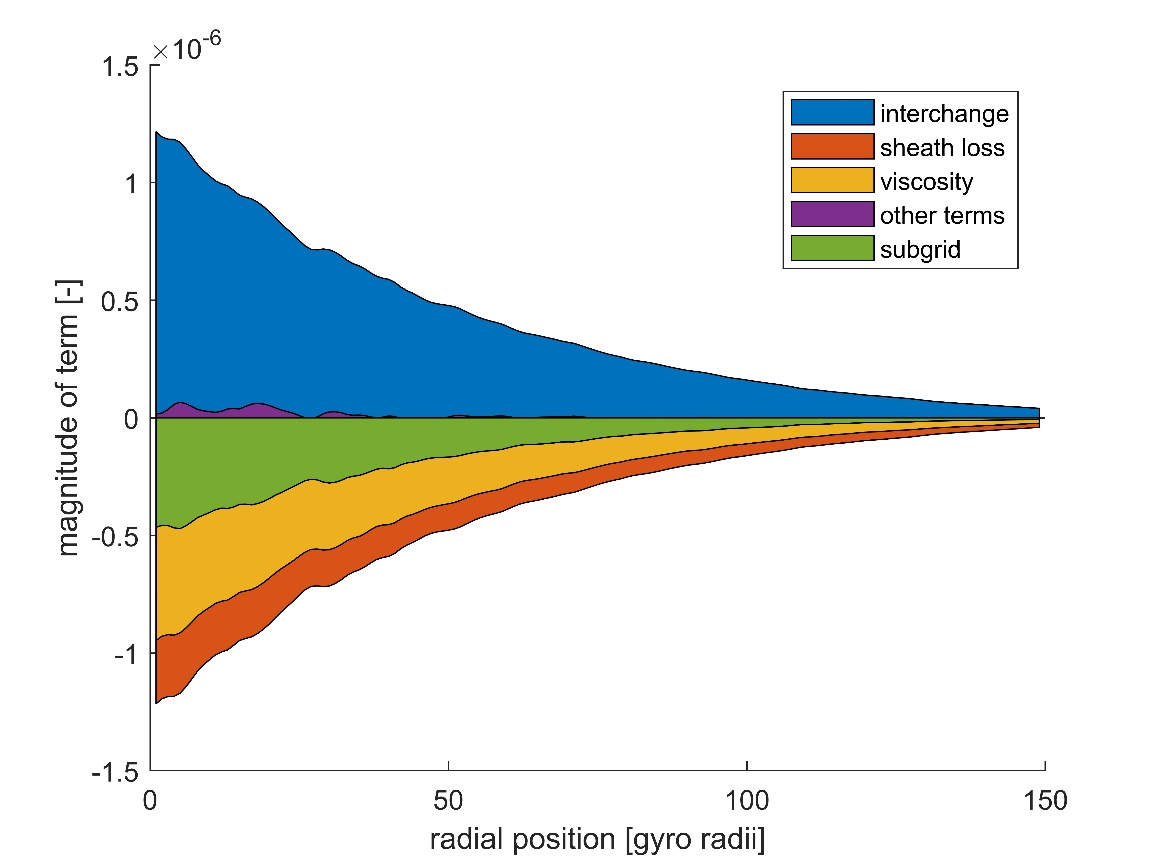 ×10-6
1.5
1
0.5
0
-0.5
-1
-1.5
magnitude of term [-]
interchange
sheath loss
viscosity
other terms
subgrid
0 50 100 150
radial position [gyro radii]